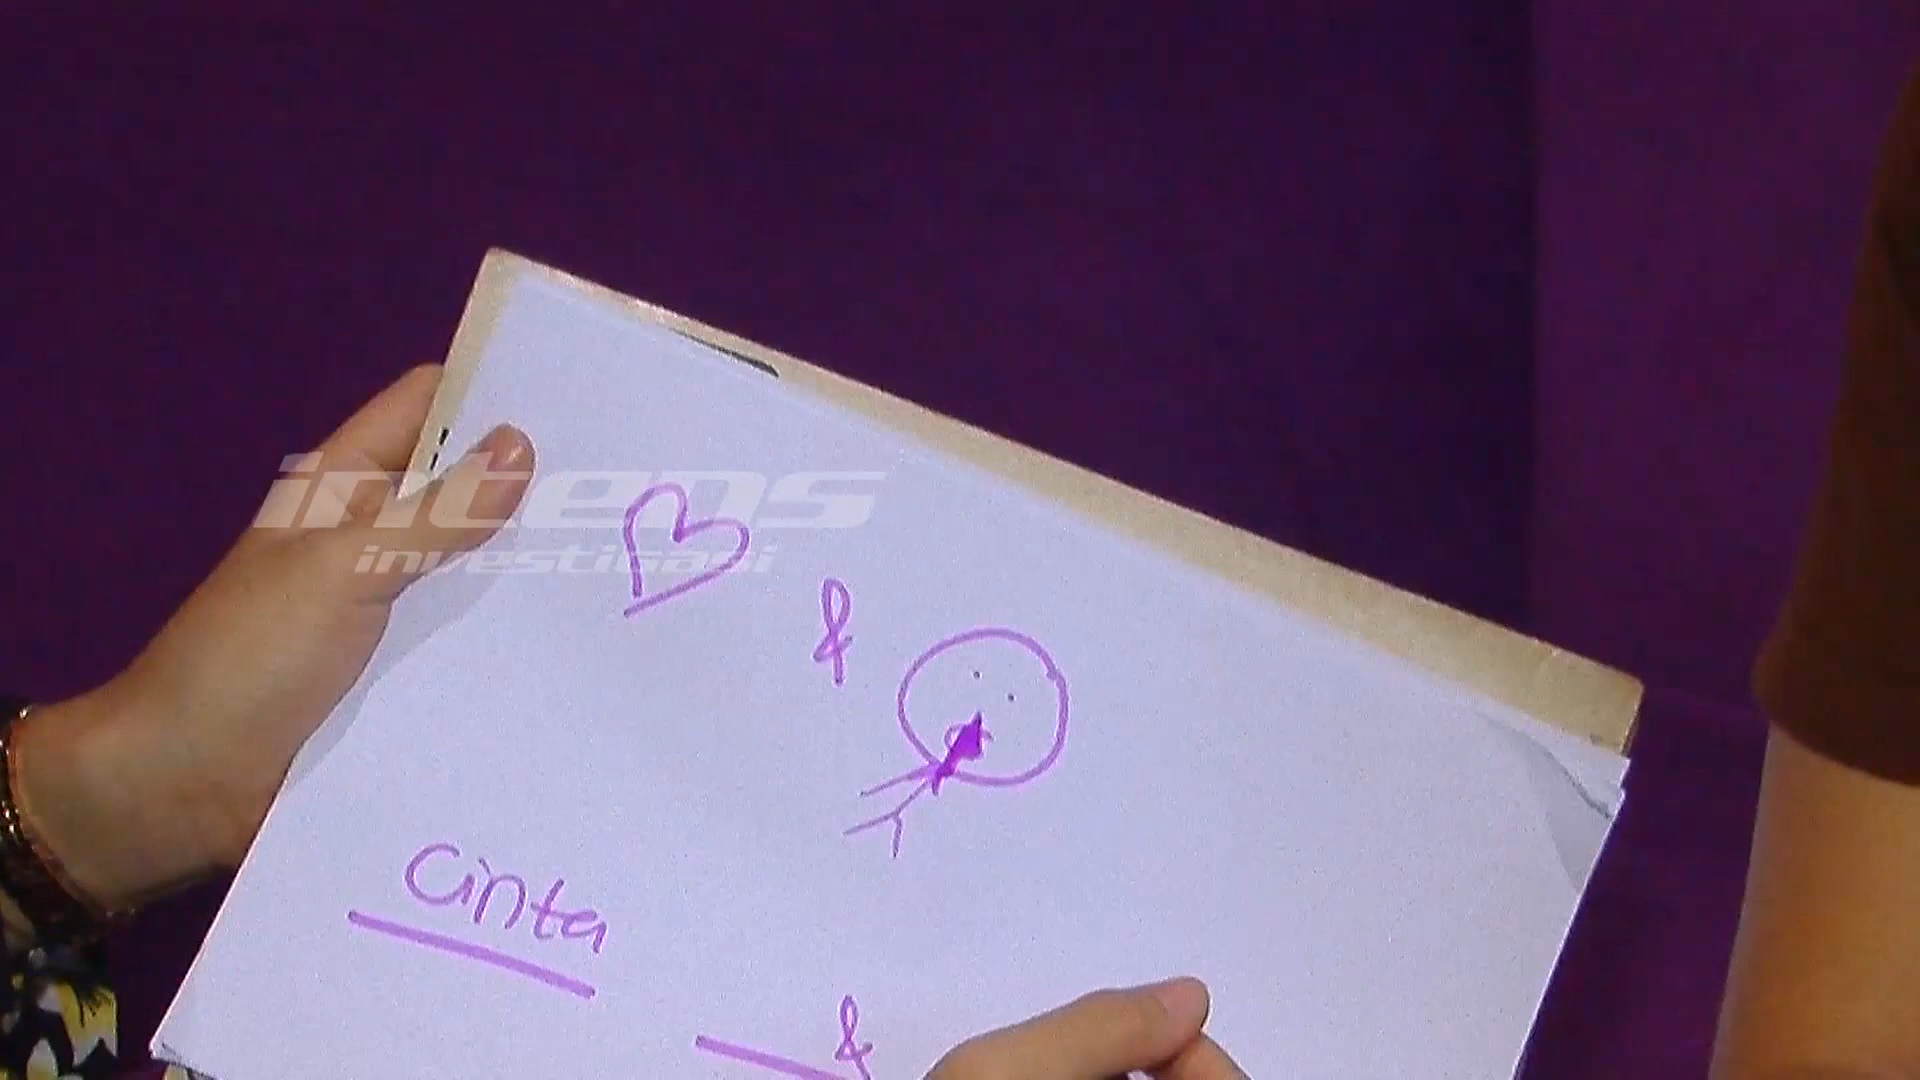 intens
investigasi
&
Cinta
&